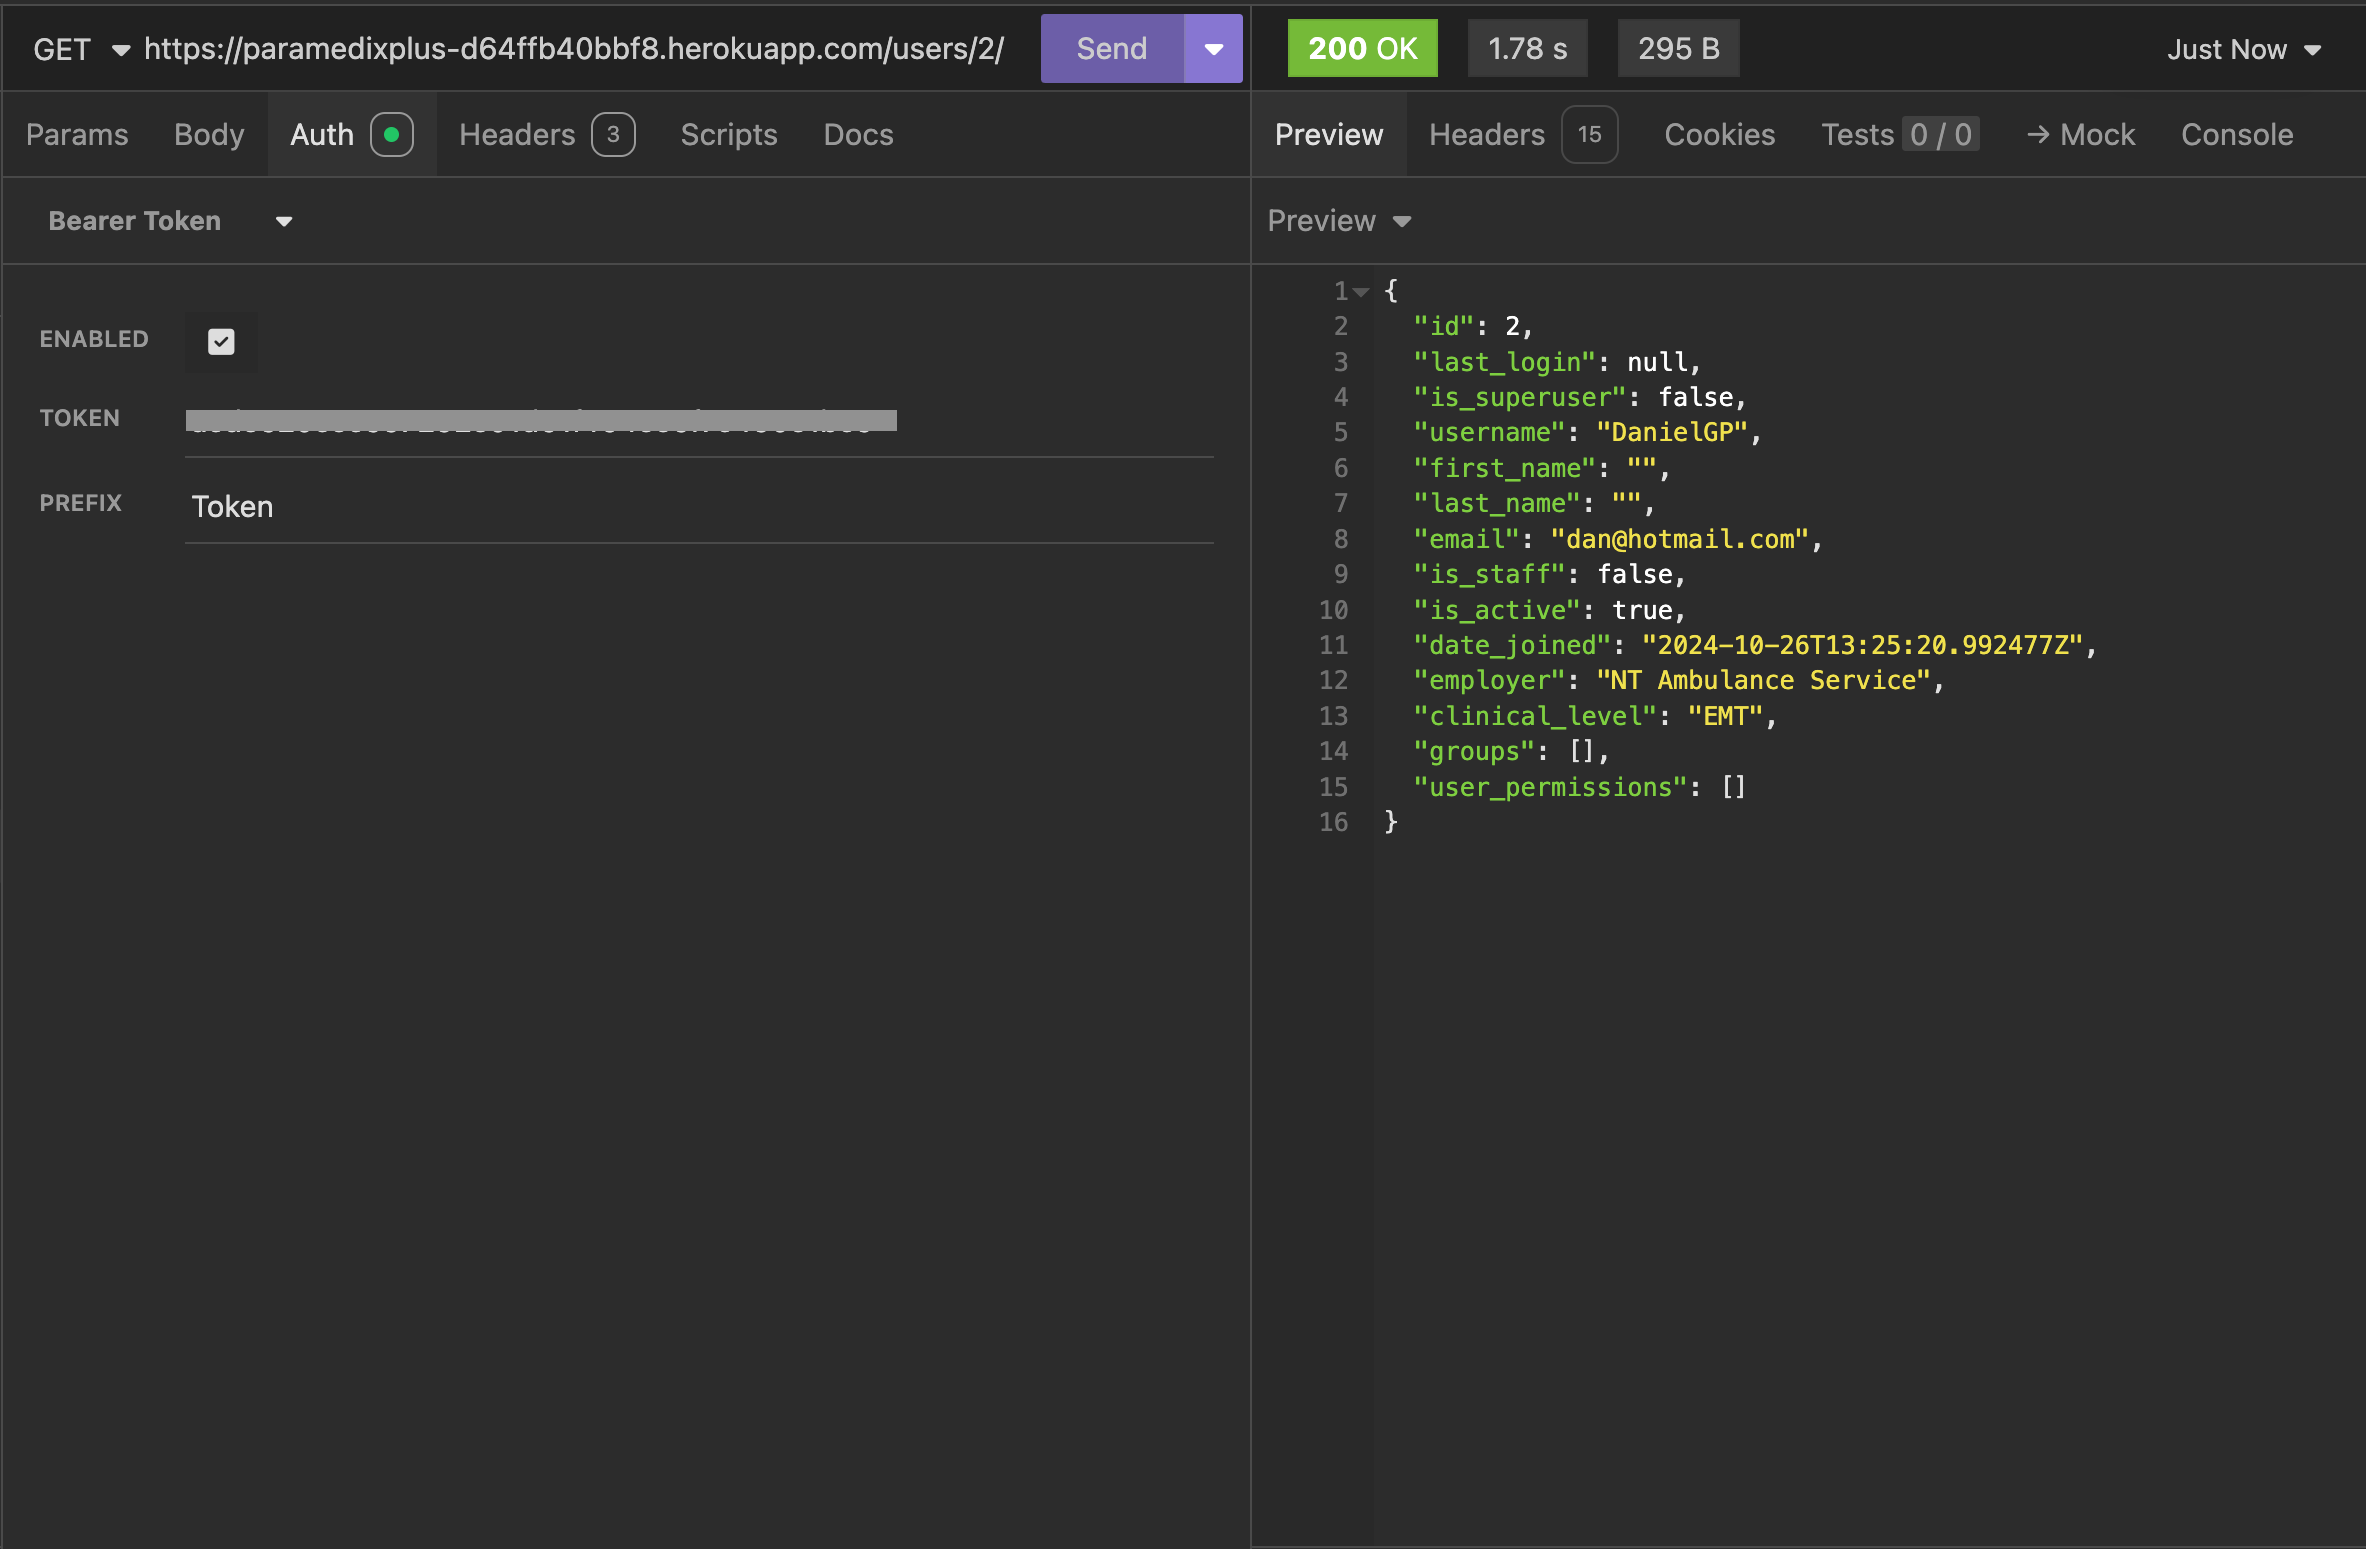 GET https://paramedixplus-d64ffb40bbf8.herokuapp.com/users/2/ Send
200 OK 1.78 s 295 B Just Now
Params Body Auth Headers 3 Scripts Docs
Preview Headers 15 Cookies Tests 0 / 0 → Mock Console
Bearer Token
Preview
ENABLED
TOKEN
PREFIX Token
1 {
2 "id": 2,
3 "last_login": null,
4 "is_superuser": false,
5 "username": "DanielGP",
6 "first_name": "",
7 "last_name": "",
8 "email": "dan@hotmail.com",
9 "is_staff": false,
10 "is_active": true,
11 "date_joined": "2024-10-26T13:25:20.992477Z",
12 "employer": "NT Ambulance Service",
13 "clinical_level": "EMT",
14 "groups": [],
15 "user_permissions": []
16 }